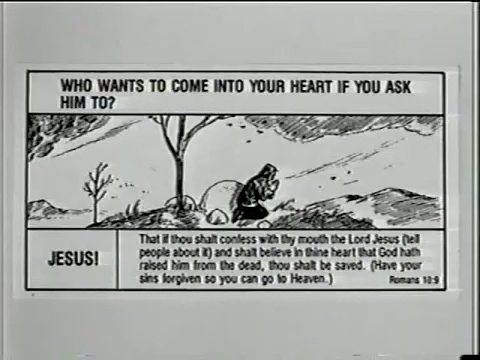 WHO WANTS TO COME INTO YOUR HEART IF YOU ASK
HIM TO?
JESUS!
That if thou shalt confess with thy mouth the Lord Jesus (tell
people about it) and shalt believe in thine heart that God hath
raised him from the dead, thou shalt be saved. (Have your
sins forgiven so you can go to Heaven.)
Romans 10:9